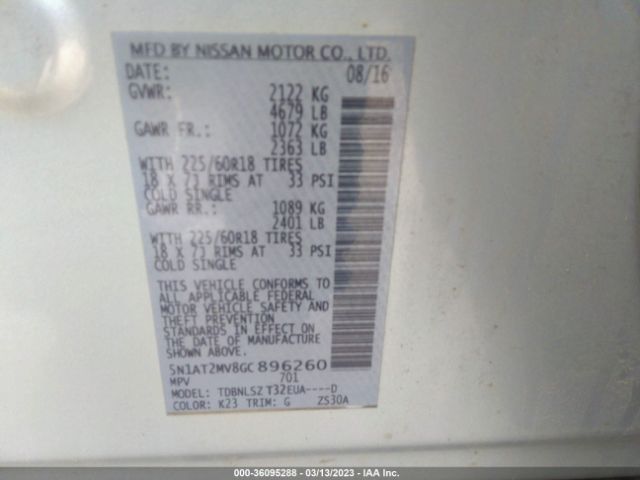 MFD BY NISSAN MOTOR CO., LTD.
DATE: 08/16
GVWR: 2122 KG
4679 LB
GAWR FR.: 1072 KG
2363 LB
WITH 225/60R18 TIRES
18 X 7J RIMS AT 33 PSI
COLD SINGLE
GAWR RR.: 1089 KG
2401 LB
WITH 225/60R18 TIRES
18 X 7J RIMS AT 33 PSI
COLD SINGLE
THIS VEHICLE CONFORMS TO
ALL APPLICABLE FEDERAL
MOTOR VEHICLE SAFETY AND
THEFT PREVENTION
STANDARDS IN EFFECT ON
THE DATE OF MANUFACTURE
SHOWN ABOVE.
5N1AT2MV8GC896260
MPV 701
MODEL: TDBNLSZ T32EUA----D
COLOR: K23 TRIM: G ZS30A
000-36095288 - 03/13/2023 - IAA Inc.